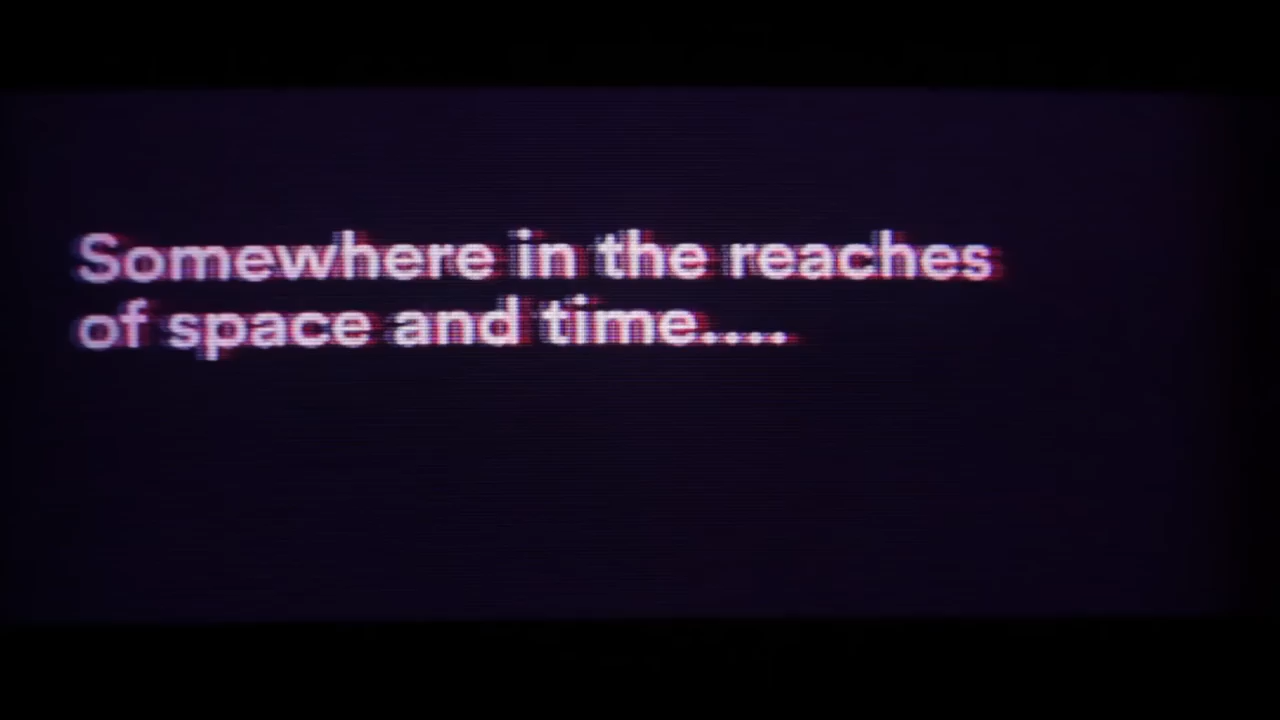 Somewhere in the reaches
of space and time....